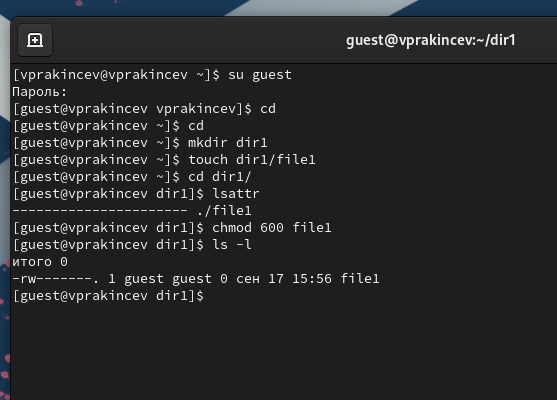 guest@vprakincev:~/dir1
[vprakincev@vprakincev ~]$ su guest
Пароль:
[guest@vprakincev vprakincev]$ cd
[guest@vprakincev ~]$ cd
[guest@vprakincev ~]$ mkdir dir1
[guest@vprakincev ~]$ touch dir1/file1
[guest@vprakincev ~]$ cd dir1/
[guest@vprakincev dir1]$ lsattr
---------------------- ./file1
[guest@vprakincev dir1]$ chmod 600 file1
[guest@vprakincev dir1]$ ls -l
итого 0
-rw-------. 1 guest guest 0 сен 17 15:56 file1
[guest@vprakincev dir1]$